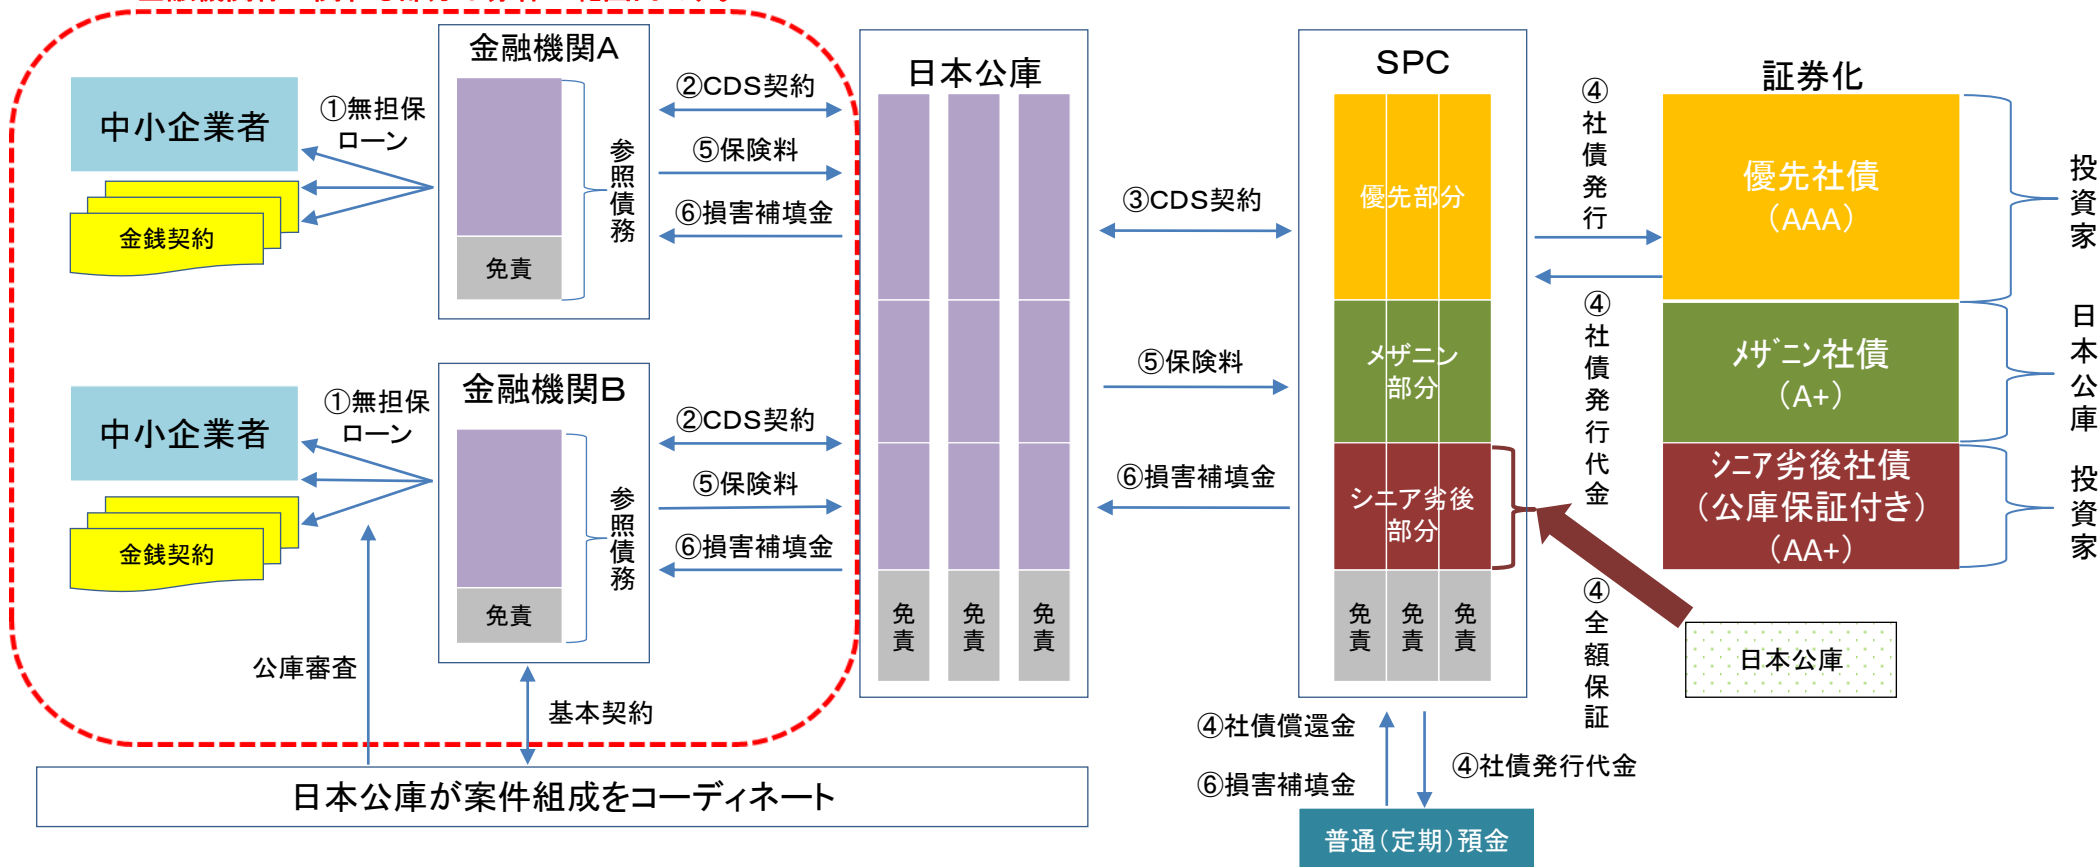 金融機関A
中小企業者
①無担保
ローン
金銭契約
免責
参照債務
②CDS契約
⑤保険料
⑥損害補填金
金融機関B
中小企業者
①無担保
ローン
金銭契約
免責
参照債務
②CDS契約
⑤保険料
⑥損害補填金
公庫審査
基本契約
日本公庫が案件組成をコーディネート
日本公庫
免責
免責
免責
③CDS契約
⑤保険料
⑥損害補填金
SPC
優先部分
メザニン
部分
シニア劣後
部分
免責
免責
免責
④社債発行
④社債発行代金
④全額保証
証券化
優先社債
（AAA）
メザニン社債
（A+）
シニア劣後社債
（公庫保証付き）
（AA+）
投資家
日本公庫
投資家
日本公庫
④社債償還金
⑥損害補填金
④社債発行代金
普通（定期）預金